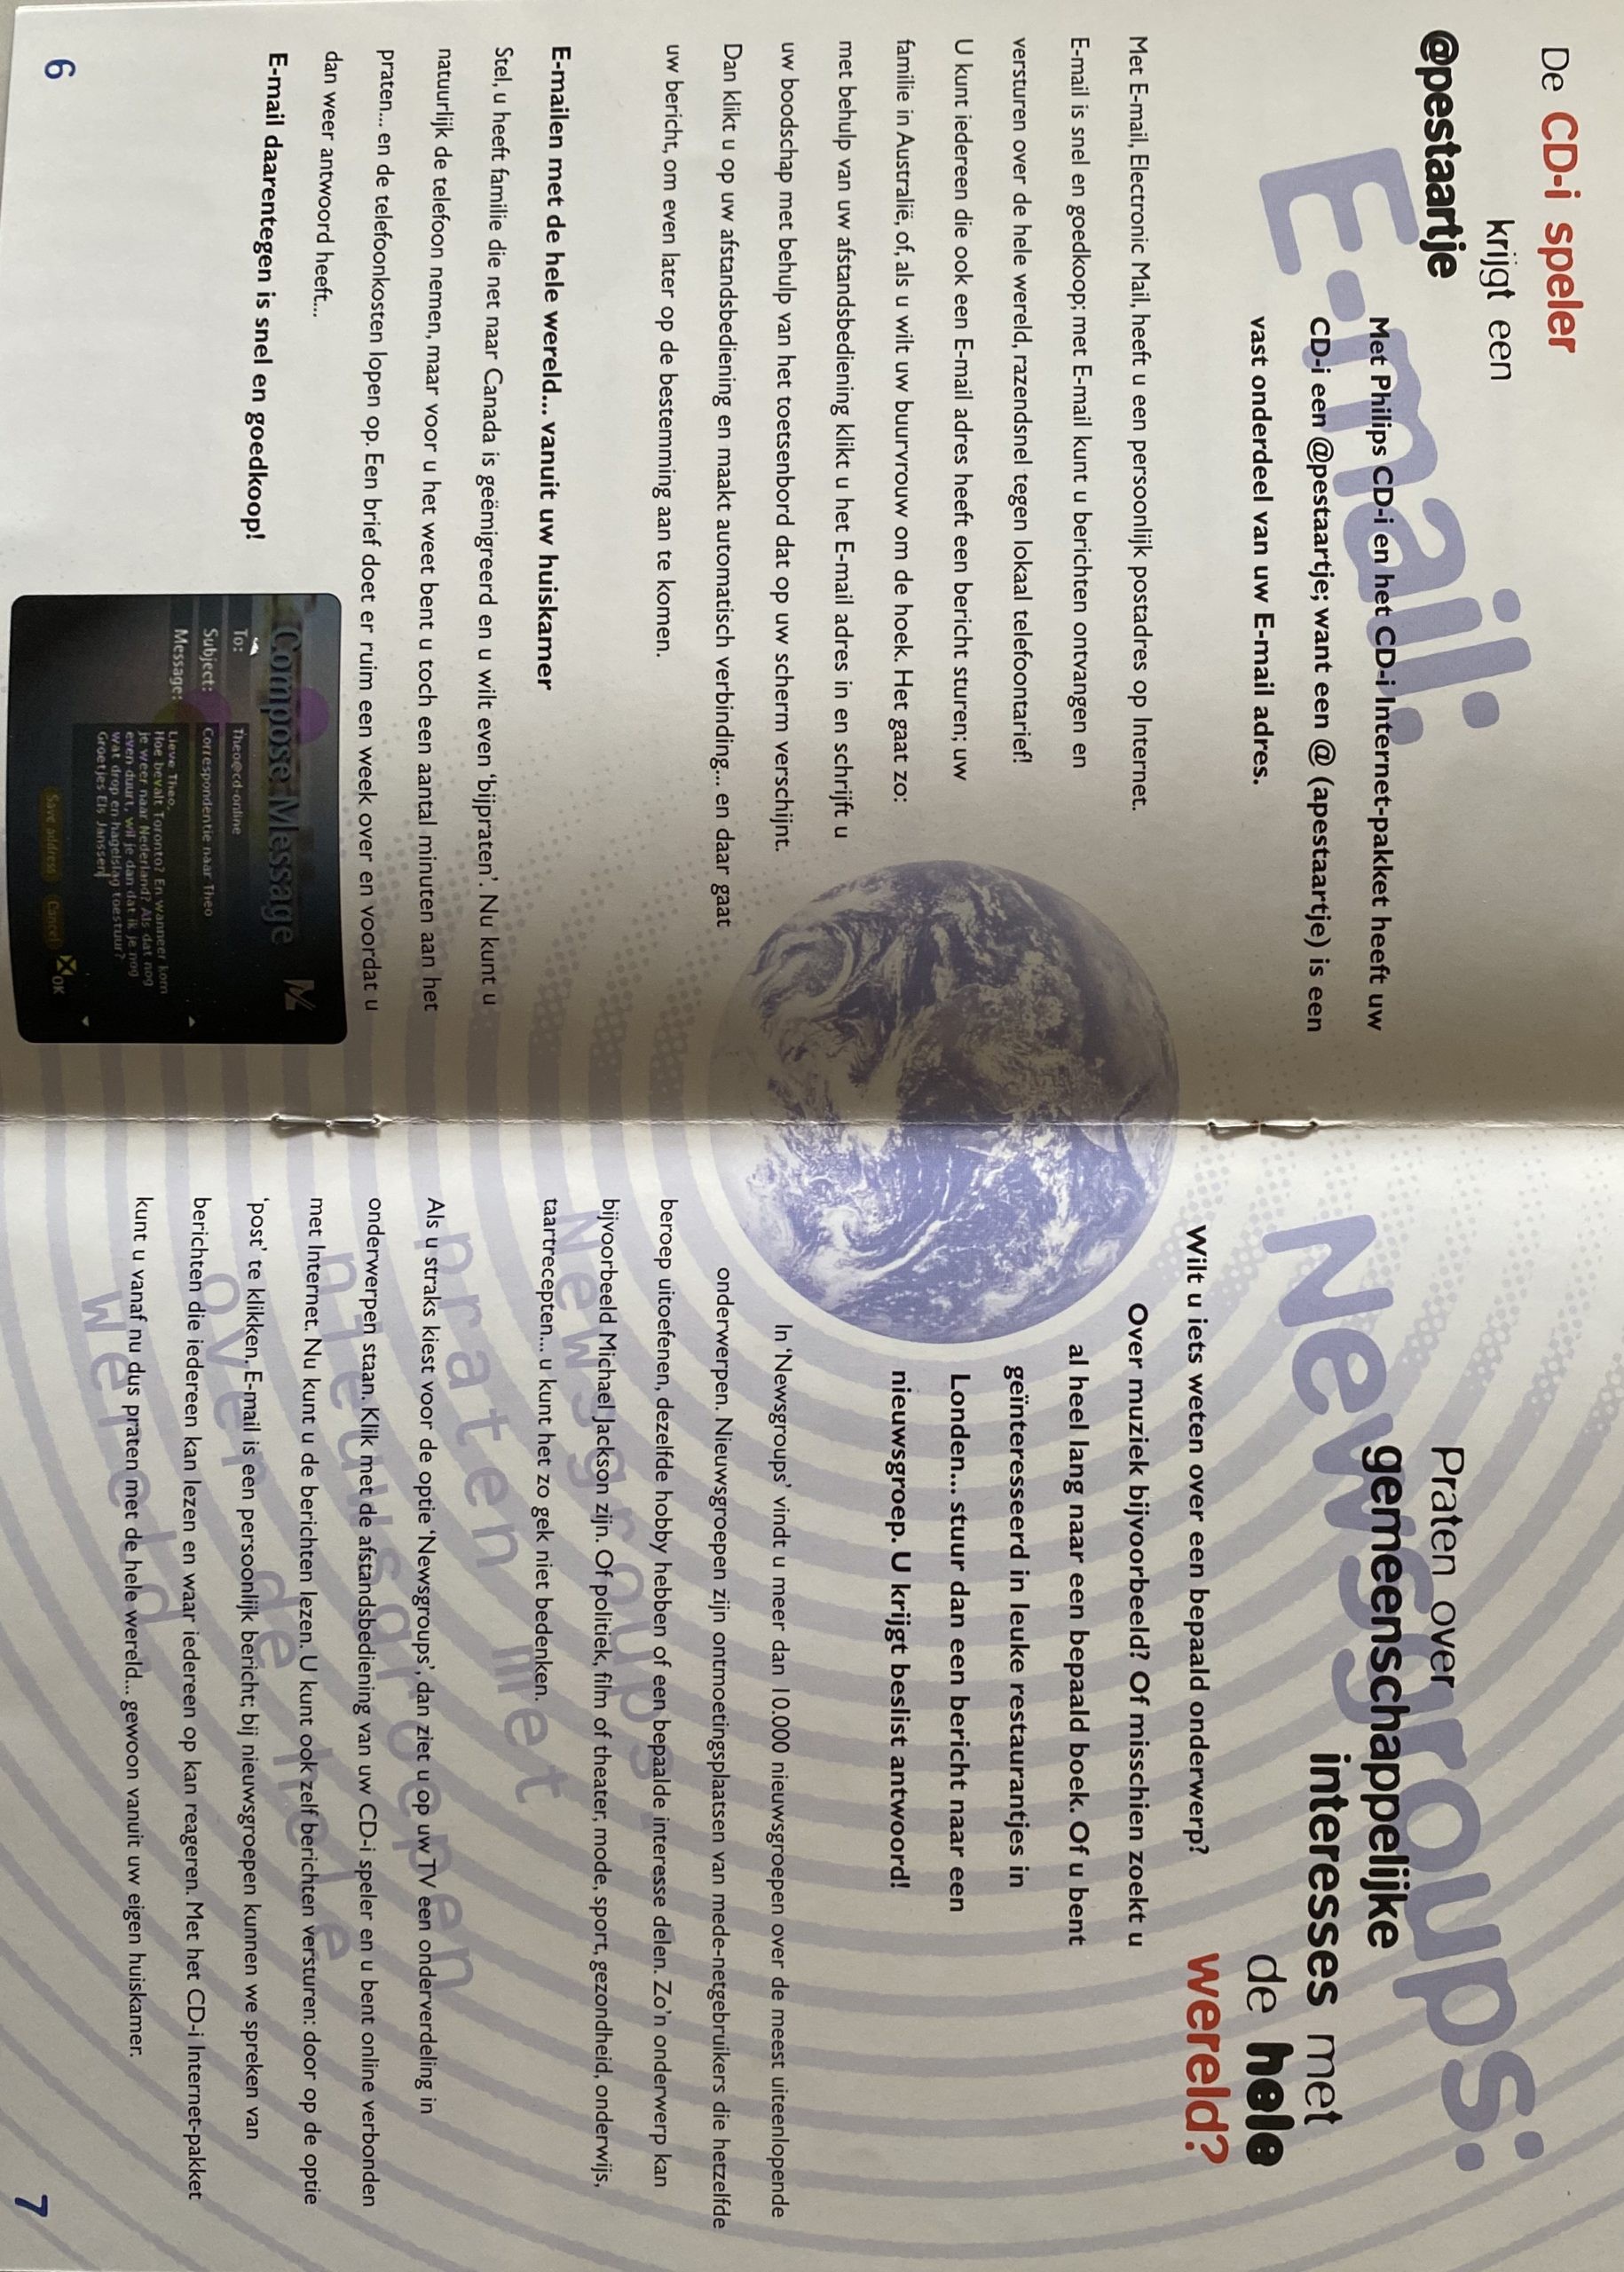 De CD-i speler
krijgt een
@pestaartje
E-mail:
Met Philips CD-i en het CD-i Internet-pakket heeft uw
CD-i een @pestaartje; want een @ (apestaartje) is een
vast onderdeel van uw E-mail adres.
Met E-mail, Electronic Mail, heeft u een persoonlijk postadres op Internet.
E-mail is snel en goedkoop; met E-mail kunt u berichten ontvangen en
versturen over de hele wereld, razendsnel tegen lokaal telefoontarief!
U kunt iedereen die ook een E-mail adres heeft een bericht sturen; uw
familie in Australië, of, als u wilt uw buurvrouw om de hoek. Het gaat zo:
met behulp van uw afstandsbediening klikt u het E-mail adres in en schrijft u
uw boodschap met behulp van het toetsenbord dat op uw scherm verschijnt.
Dan klikt u op uw afstandsbediening en maakt automatisch verbinding... en daar gaat
uw bericht, om even later op de bestemming aan te komen.
E-mailen met de hele wereld... vanuit uw huiskamer
Stel, u heeft familie die net naar Canada is geëmigreerd en u wilt even ‘bijpraten’. Nu kunt u
natuurlijk de telefoon nemen, maar voor u het weet bent u toch een aantal minuten aan het
praten... en de telefoonkosten lopen op. Een brief doet er ruim een week over en voordat u
dan weer antwoord heeft...
E-mail daarentegen is snel en goedkoop!
Compose Message
To: Theo@cd-online
Subject: Correspondentie naar Theo
Message: Lieve Theo,
Hoe bevalt Toronto? En wanneer kom
je weer naar Nederland? Als dat nog
even duurt, wil je dan dat ik je nog
wat drop en hagelslag toestuur?
Groetjes Els Janssen
Save address Cancel OK
6
Newsgroups:
Praten over
gemeenschappelijke
interesses met
de hele
wereld?
Wilt u iets weten over een bepaald onderwerp?
Over muziek bijvoorbeeld? Of misschien zoekt u
al heel lang naar een bepaald boek. Of u bent
geïnteresseerd in leuke restaurantjes in
Londen... stuur dan een bericht naar een
nieuwsgroep. U krijgt beslist antwoord!
In ‘Newsgroups’ vindt u meer dan 10.000 nieuwsgroepen over de meest uiteenlopende
onderwerpen. Nieuwsgroepen zijn ontmoetingsplaatsen van mede-netgebruikers die hetzelfde
beroep uitoefenen, dezelfde hobby hebben of een bepaalde interesse delen. Zo’n onderwerp kan
bijvoorbeeld Michael Jackson zijn. Of politiek, film of theater, mode, sport, gezondheid, onderwijs,
taartrecepten... u kunt het zo gek niet bedenken.
Als u straks kiest voor de optie ‘Newsgroups’, dan ziet u op uw TV een onderverdeling in
onderwerpen staan. Klik met de afstandsbediening van uw CD-i speler en u bent online verbonden
met Internet. Nu kunt u de berichten lezen. U kunt ook zelf berichten versturen: door op de optie
‘post’ te klikken. E-mail is een persoonlijk bericht; bij nieuwsgroepen kunnen we spreken van
berichten die iedereen kan lezen en waar iedereen op kan reageren. Met het CD-i Internet-pakket
kunt u vanaf nu dus praten met de hele wereld... gewoon vanuit uw eigen huiskamer.
Newsgroups:
praten met
nieuwsgroepen
over de hele
wereld
7